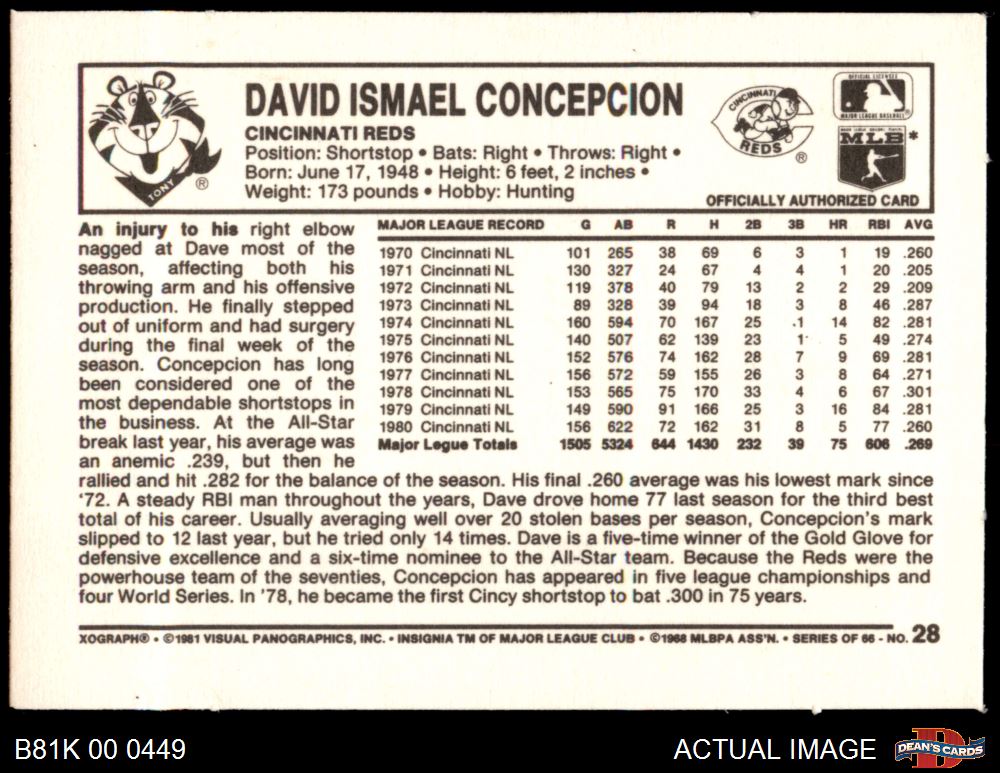 DAVID ISMAEL CONCEPCION
CINCINNATI REDS
Position: Shortstop • Bats: Right • Throws: Right •
Born: June 17, 1948 • Height: 6 feet, 2 inches •
Weight: 173 pounds • Hobby: Hunting
TONY ®
CINCINNATI
REDS ®
OFFICIAL LICENSEE
MAJOR LEAGUE BASEBALL
MLB *
OFFICIALLY AUTHORIZED CARD
An injury to his right elbow
nagged at Dave most of the
season, affecting both his
throwing arm and his offensive
production. He finally stepped
out of uniform and had surgery
during the final week of the
season. Concepcion has long
been considered one of the
most dependable shortstops in
the business. At the All-Star
break last year, his average was
an anemic .239, but then he
MAJOR LEAGUE RECORD G AB R H 2B 3B HR RBI AVG
1970 Cincinnati NL 101 265 38 69 6 3 1 19 .260
1971 Cincinnati NL 130 327 24 67 4 4 1 20 .205
1972 Cincinnati NL 119 378 40 79 13 2 2 29 .209
1973 Cincinnati NL 89 328 39 94 18 3 8 46 .287
1974 Cincinnati NL 160 594 70 167 25 .1 14 82 .281
1975 Cincinnati NL 140 507 62 139 23 1 5 49 .274
1976 Cincinnati NL 152 576 74 162 28 7 9 69 .281
1977 Cincinnati NL 156 572 59 155 26 3 8 64 .271
1978 Cincinnati NL 153 565 75 170 33 4 6 67 .301
1979 Cincinnati NL 149 590 91 166 25 3 16 84 .281
1980 Cincinnati NL 156 622 72 162 31 8 5 77 .260
Major Legue Totals 1505 5324 644 1430 232 39 75 606 .269
rallied and hit .282 for the balance of the season. His final .260 average was his lowest mark since
'72. A steady RBI man throughout the years, Dave drove home 77 last season for the third best
total of his career. Usually averaging well over 20 stolen bases per season, Concepcion's mark
slipped to 12 last year, but he tried only 14 times. Dave is a five-time winner of the Gold Glove for
defensive excellence and a six-time nominee to the All-Star team. Because the Reds were the
powerhouse team of the seventies, Concepcion has appeared in five league championships and
four World Series. In '78, he became the first Cincy shortstop to bat .300 in 75 years.
XOGRAPH® • ©1981 VISUAL PANOGRAPHICS, INC. • INSIGNIA TM OF MAJOR LEAGUE CLUB • ©1968 MLBPA ASS'N. • SERIES OF 66 - NO. 28
B81K 00 0449
ACTUAL IMAGE
DEAN'S CARDS